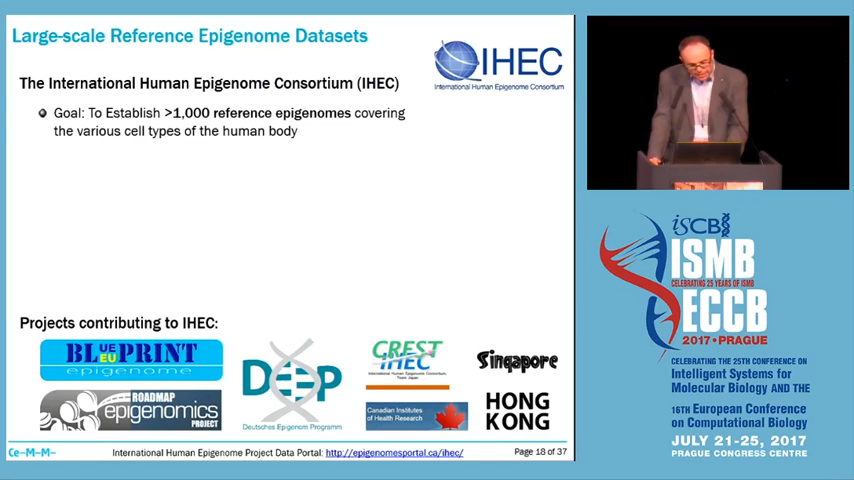 Large-scale Reference Epigenome Datasets
IHEC
International Human Epigenome Consortium
The International Human Epigenome Consortium (IHEC)
Goal: To Establish >1,000 reference epigenomes covering
the various cell types of the human body
Projects contributing to IHEC:
BLUEPRINT
EU
epigenome
ROADMAP
epigenomics
PROJECT
DEEP
Deutsches Epigenom Programm
CREST
IHEC
International Human Epigenome Consortium,
Team Japan
Canadian Institutes
of Health Research
Singapore
HONG
KONG
Ce-M-M-
International Human Epigenome Project Data Portal: http://epigenomesportal.ca/ihec/
Page 18 of 37
ISCB
ISMB
CELEBRATING 25 YEARS OF ISMB
ECCB
2017 • PRAGUE
CELEBRATING THE 25TH CONFERENCE ON
Intelligent Systems for
Molecular Biology AND THE
16TH European Conference
on Computational Biology
JULY 21-25, 2017
PRAGUE CONGRESS CENTRE